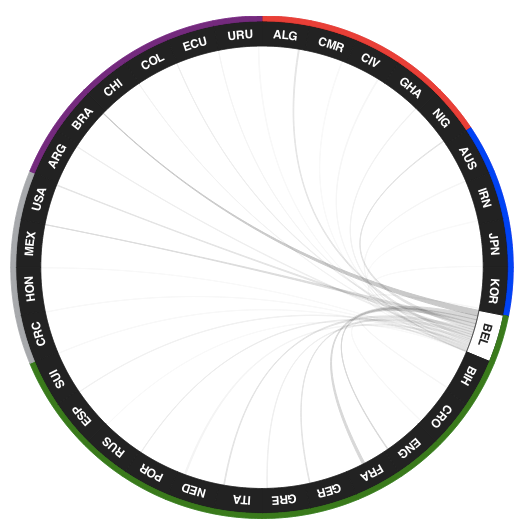 ALG
CMR
CIV
GHA
NIG
AUS
IRN
JPN
KOR
BEL
BIH
CRO
ENG
FRA
GER
GRE
ITA
NED
POR
RUS
ESP
SUI
CRC
HON
MEX
USA
ARG
BRA
CHI
COL
ECU
URU